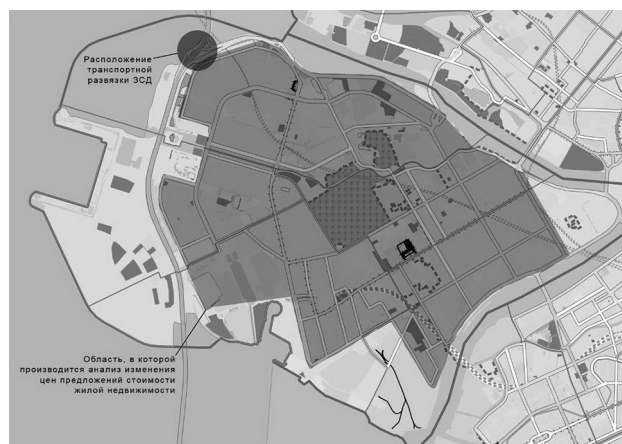 Расположение
транспортной
развязки ЗСД
Область, в которой
производится анализ изменения
цен предложений стоимости
жилой недвижимости